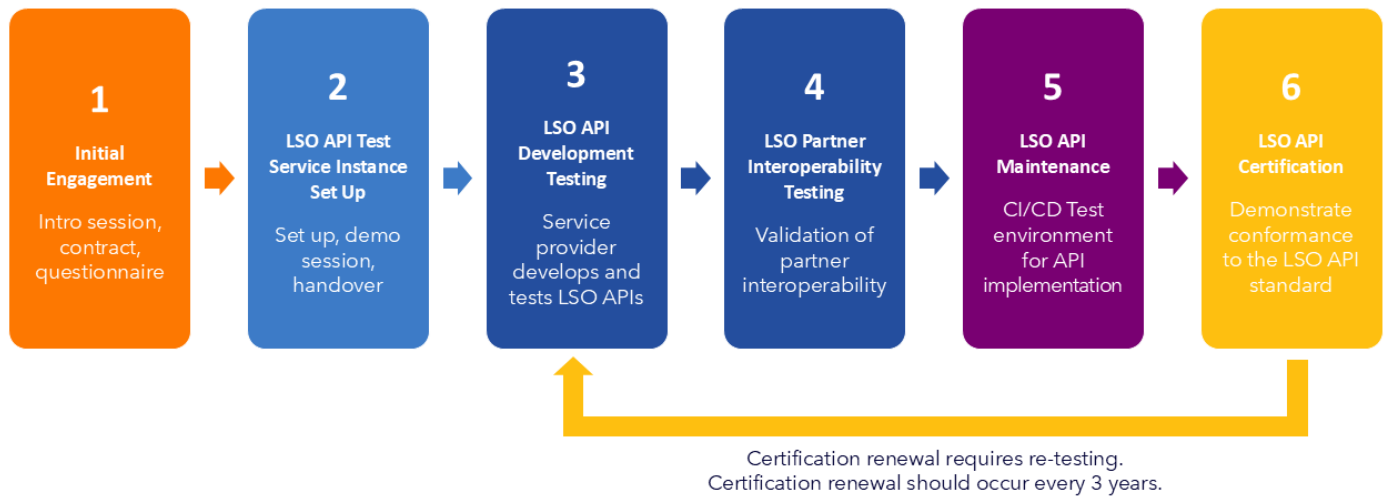 1
Initial
Engagement
Intro session,
contract,
questionnaire
2
LSO API Test
Service Instance
Set Up
Set up, demo
session,
handover
3
LSO API
Development
Testing
Service
provider
develops and
tests LSO APIs
4
LSO Partner
Interoperability
Testing
Validation of
partner
interoperability
5
LSO API
Maintenance
CI/CD Test
environment
for API
implementation
6
LSO API
Certification
Demonstrate
conformance
to the LSO API
standard
Certification renewal requires re-testing.
Certification renewal should occur every 3 years.